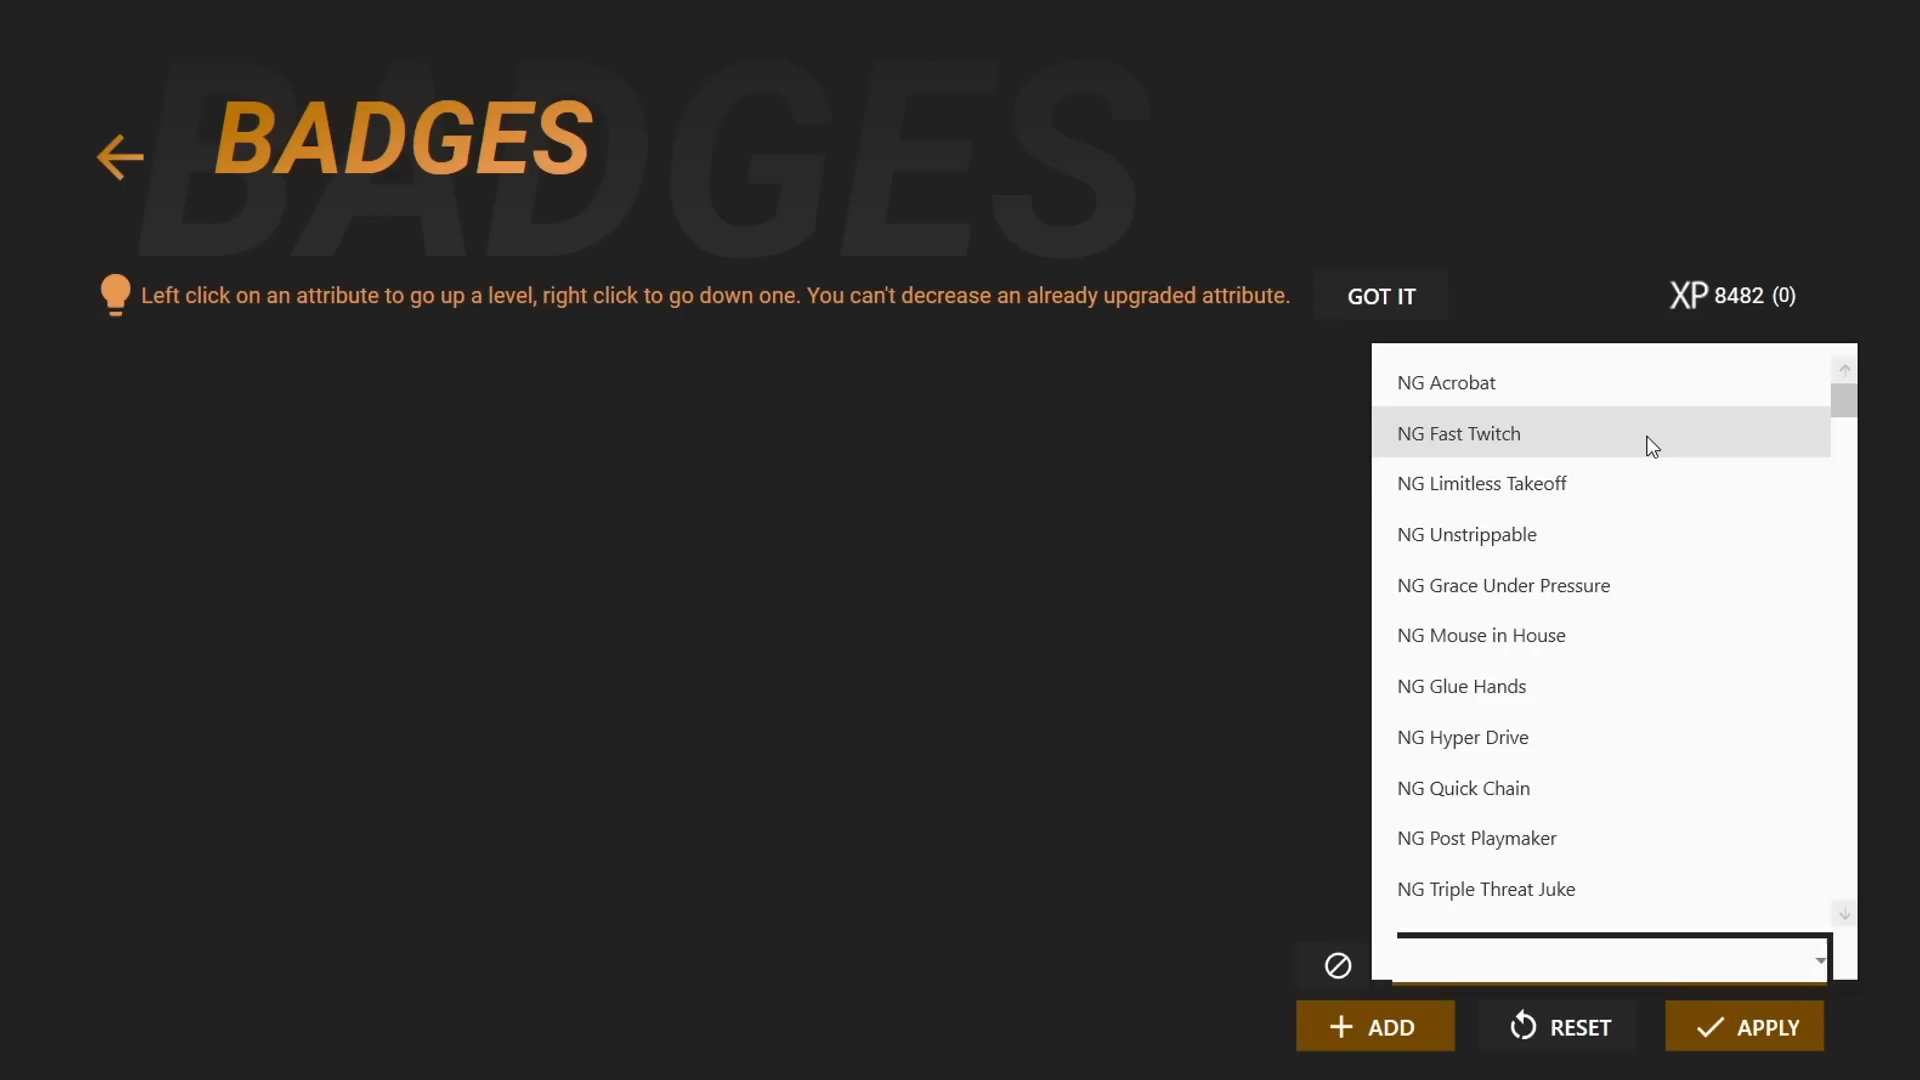 BADGES
BADGES
Left click on an attribute to go up a level, right click to go down one. You can't decrease an already upgraded attribute.
GOT IT
XP 8482 (0)
NG Acrobat
NG Fast Twitch
NG Limitless Takeoff
NG Unstrippable
NG Grace Under Pressure
NG Mouse in House
NG Glue Hands
NG Hyper Drive
NG Quick Chain
NG Post Playmaker
NG Triple Threat Juke
ADD
RESET
APPLY